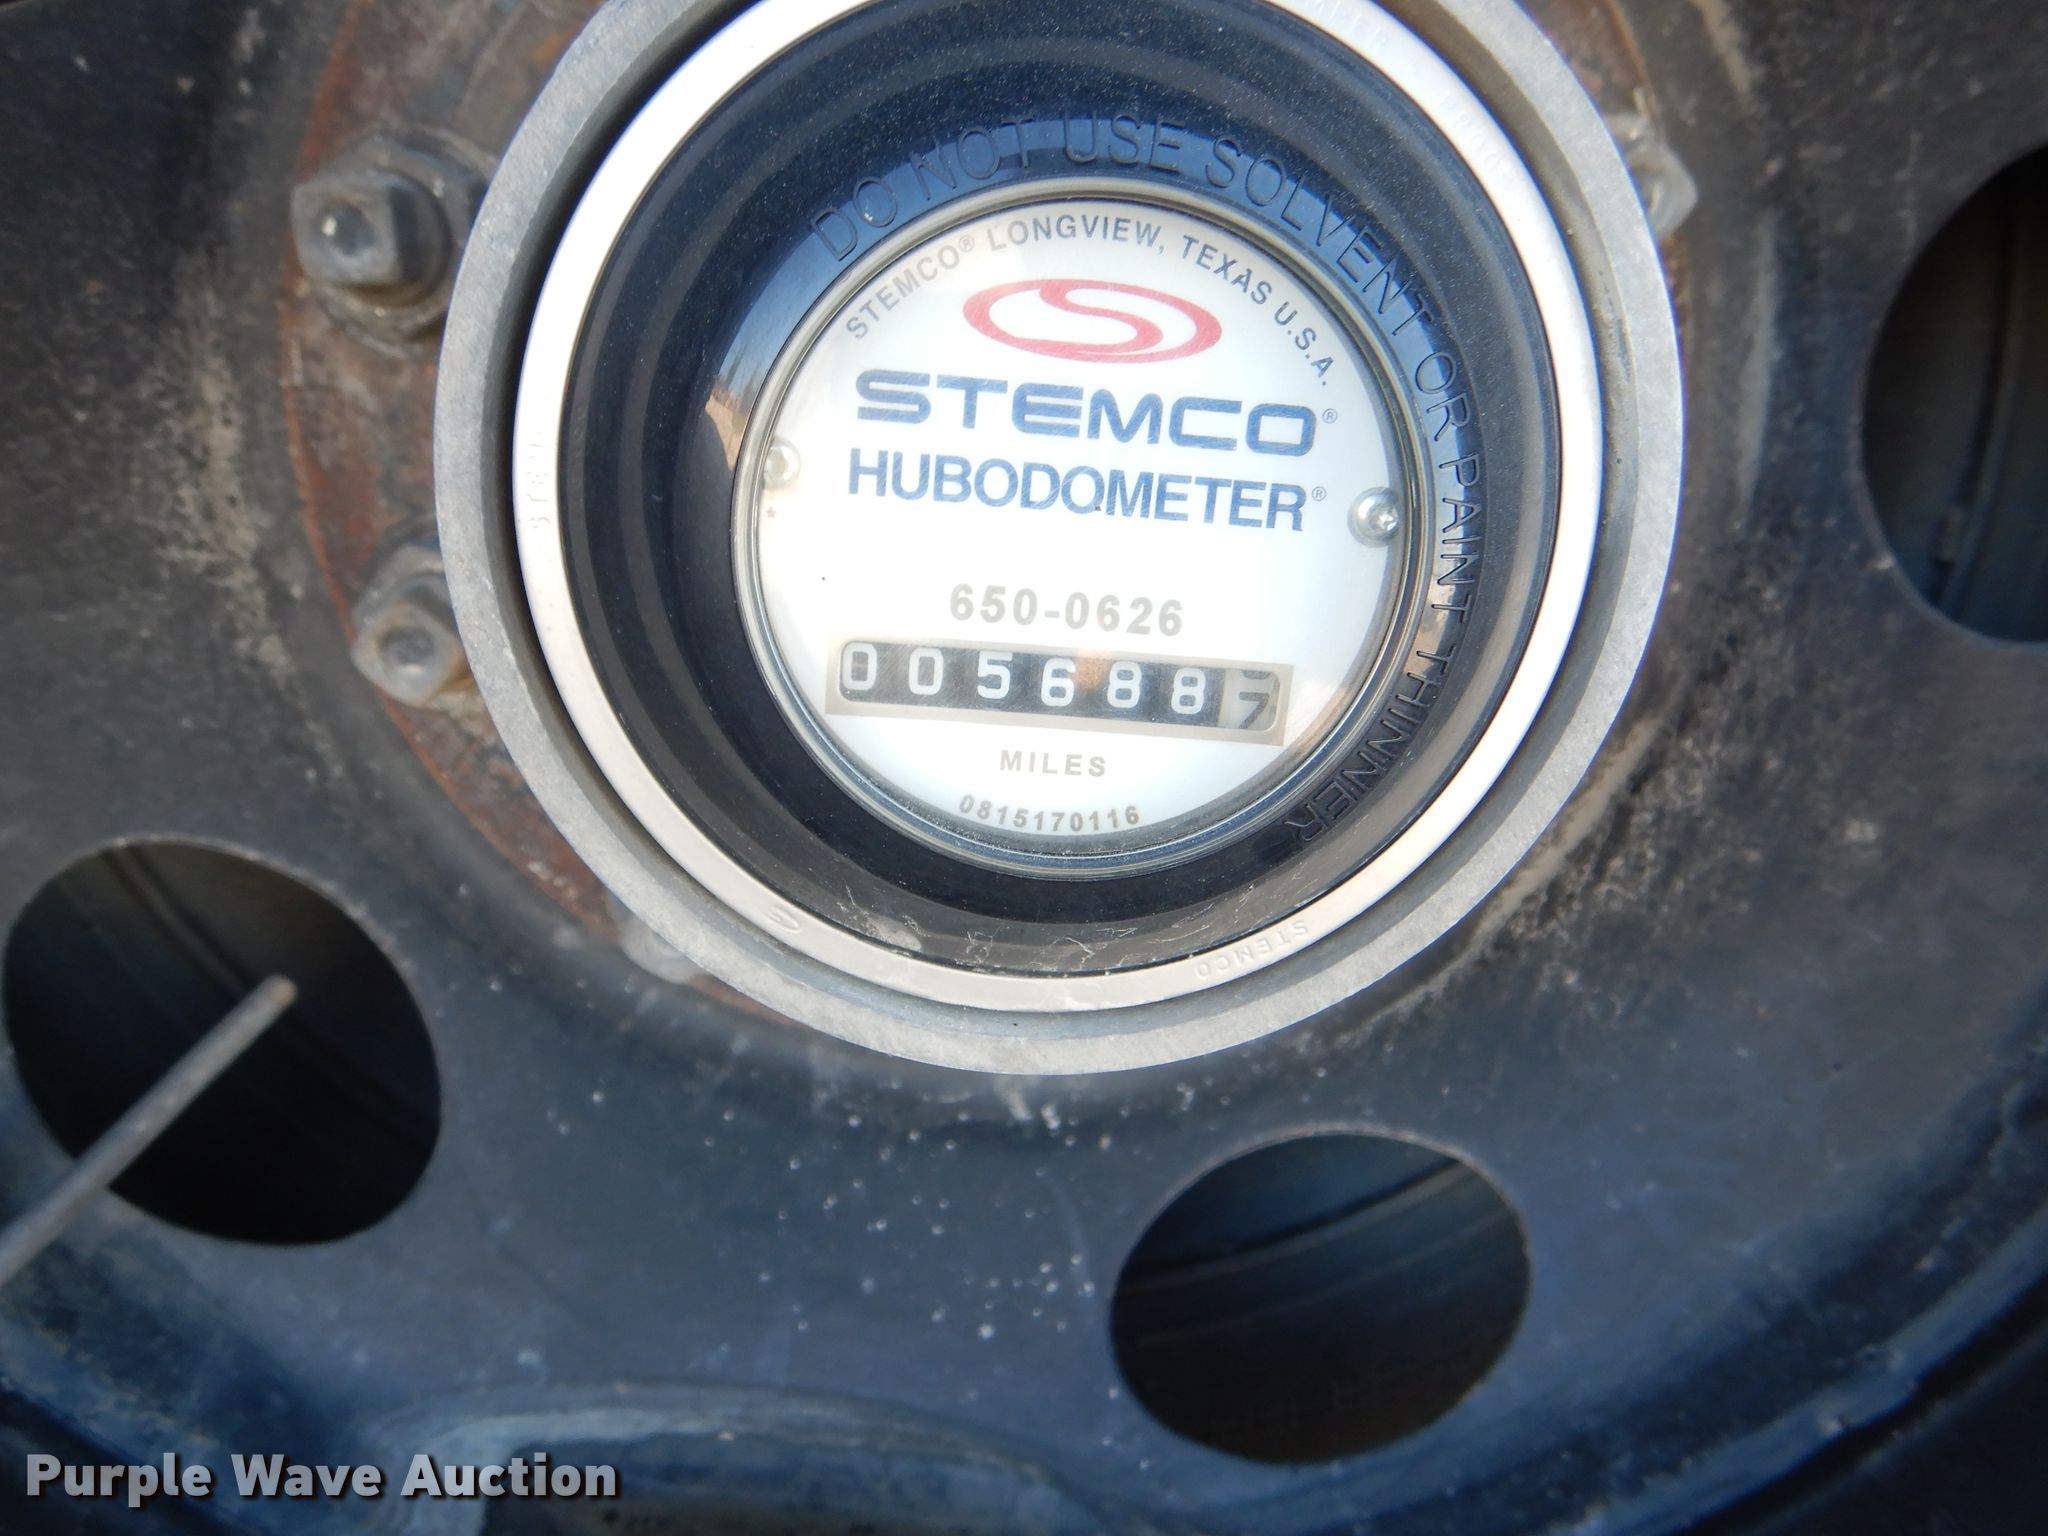 DO NOT USE SOLVENT OR PAINT THINNER
STEMCO® LONGVIEW, TEXAS U.S.A.
STEMCO®
HUBODOMETER®
650-0626
005688
MILES
0815170116
STEMCO
Purple Wave Auction